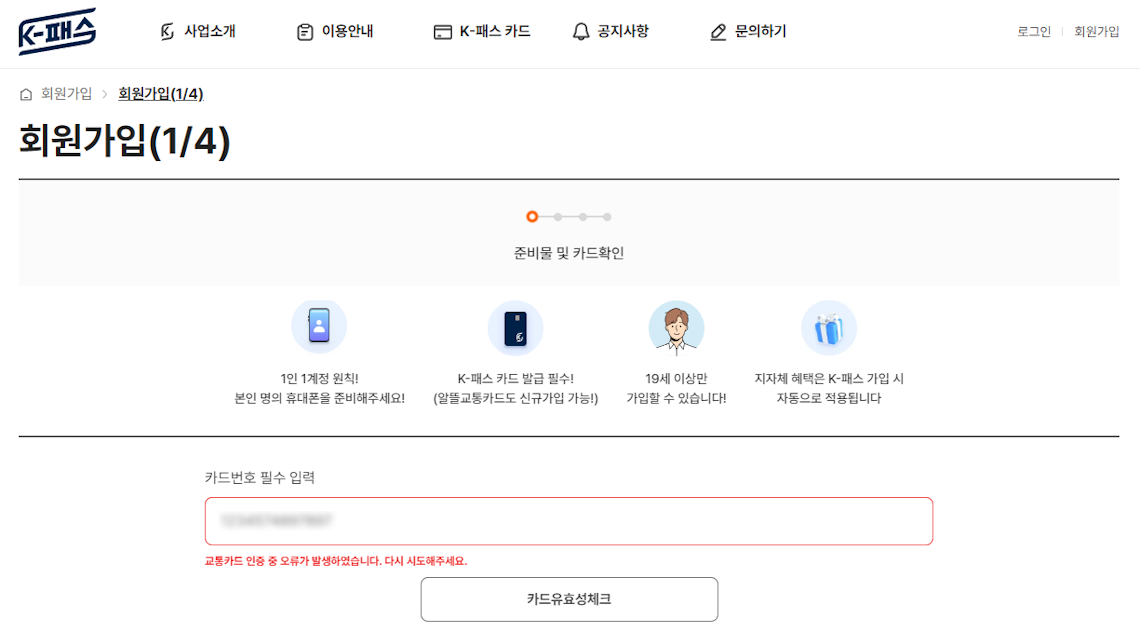 K-패스
사업소개
이용안내
K-패스 카드
공지사항
문의하기
로그인
회원가입
회원가입 > 회원가입(1/4)
회원가입(1/4)
준비물 및 카드확인
1인 1계정 원칙!
본인 명의 휴대폰을 준비해주세요!
K-패스 카드 발급 필수!
(알뜰교통카드도 신규가입 가능!)
19세 이상만
가입할 수 있습니다!
지자체 혜택은 K-패스 가입 시
자동으로 적용됩니다
카드번호 필수 입력
교통카드 인증 중 오류가 발생하였습니다. 다시 시도해주세요.
카드유효성체크